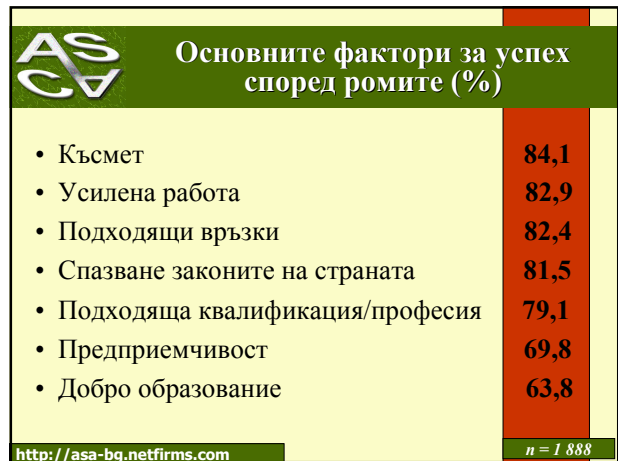 ASCA
Основните фактори за успех
според ромите (%)
• Късмет 84,1
• Усилена работа 82,9
• Подходящи връзки 82,4
• Спазване законите на страната 81,5
• Подходяща квалификация/професия 79,1
• Предприемчивост 69,8
• Добро образование 63,8
http://asa-bg.netfirms.com n = 1 888